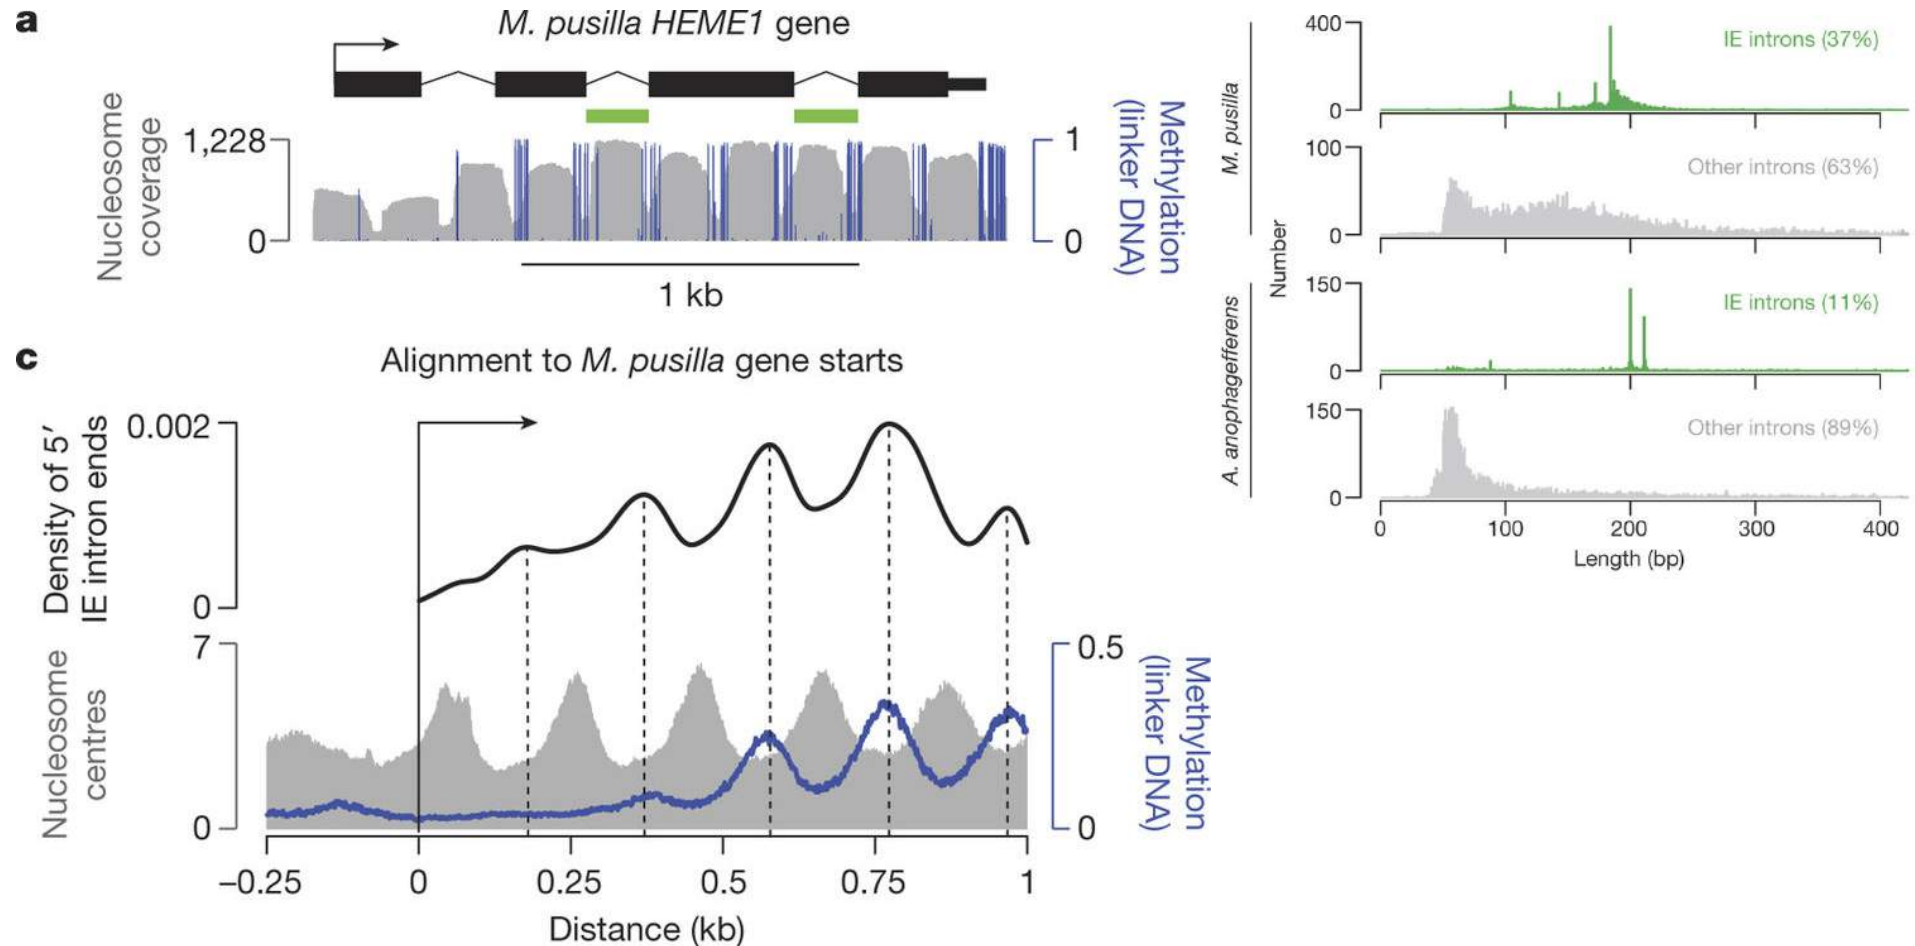 a
M. pusilla HEME1 gene
Nucleosome
coverage
1,228
0
1
0
Methylation
(linker DNA)
1 kb
c
Alignment to M. pusilla gene starts
Density of 5′
IE intron ends
0.002
0
Nucleosome
centres
7
0
0.5
0
Methylation
(linker DNA)
−0.25
0
0.25
0.5
0.75
1
Distance (kb)
M. pusilla
400
0
IE introns (37%)
100
0
Other introns (63%)
Number
A. anophagefferens
150
0
IE introns (11%)
150
0
Other introns (89%)
0
100
200
300
400
Length (bp)